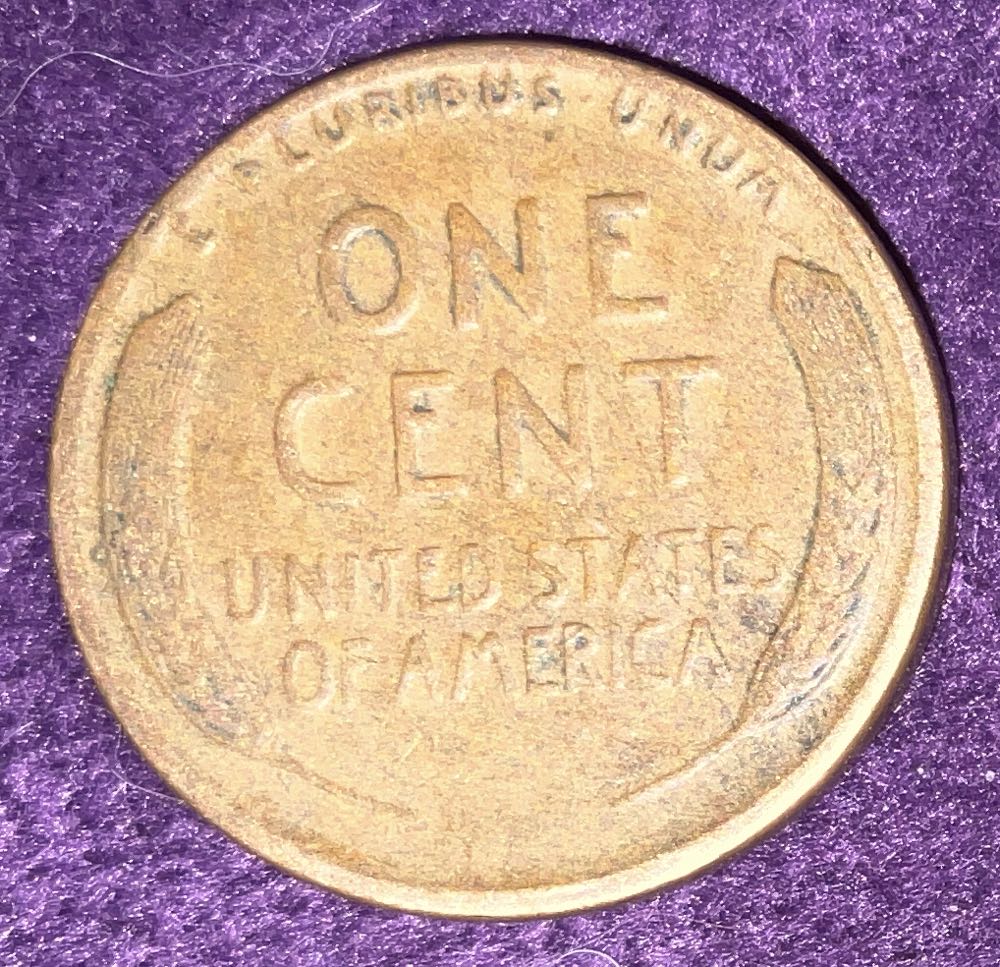 E PLURIBUS UNUM
ONE
CENT
UNITED STATES
OF AMERICA